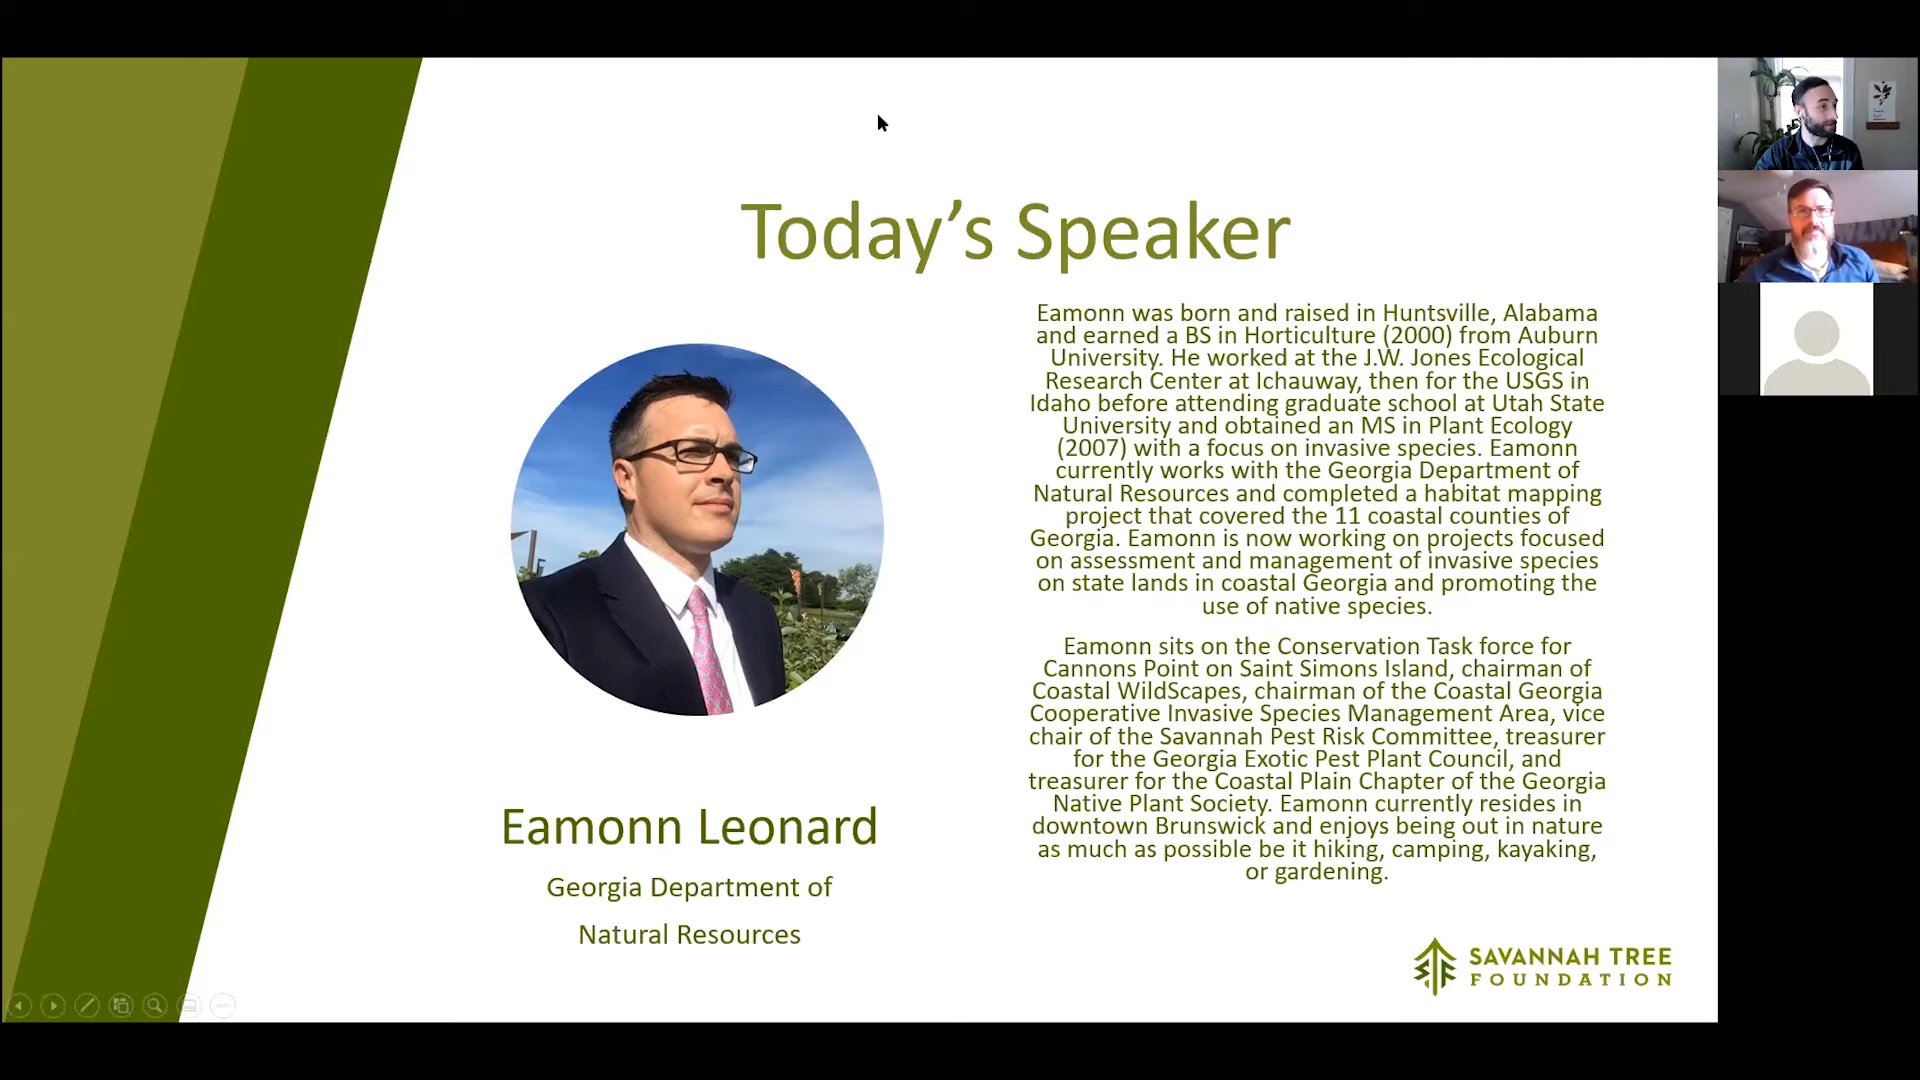 Today’s Speaker
Eamonn was born and raised in Huntsville, Alabama
and earned a BS in Horticulture (2000) from Auburn
University. He worked at the J.W. Jones Ecological
Research Center at Ichauway, then for the USGS in
Idaho before attending graduate school at Utah State
University and obtained an MS in Plant Ecology
(2007) with a focus on invasive species. Eamonn
currently works with the Georgia Department of
Natural Resources and completed a habitat mapping
project that covered the 11 coastal counties of
Georgia. Eamonn is now working on projects focused
on assessment and management of invasive species
on state lands in coastal Georgia and promoting the
use of native species.
Eamonn sits on the Conservation Task force for
Cannons Point on Saint Simons Island, chairman of
Coastal WildScapes, chairman of the Coastal Georgia
Cooperative Invasive Species Management Area, vice
chair of the Savannah Pest Risk Committee, treasurer
for the Georgia Exotic Pest Plant Council, and
treasurer for the Coastal Plain Chapter of the Georgia
Native Plant Society. Eamonn currently resides in
downtown Brunswick and enjoys being out in nature
as much as possible be it hiking, camping, kayaking,
or gardening.
Eamonn Leonard
Georgia Department of
Natural Resources
SAVANNAH TREE
FOUNDATION